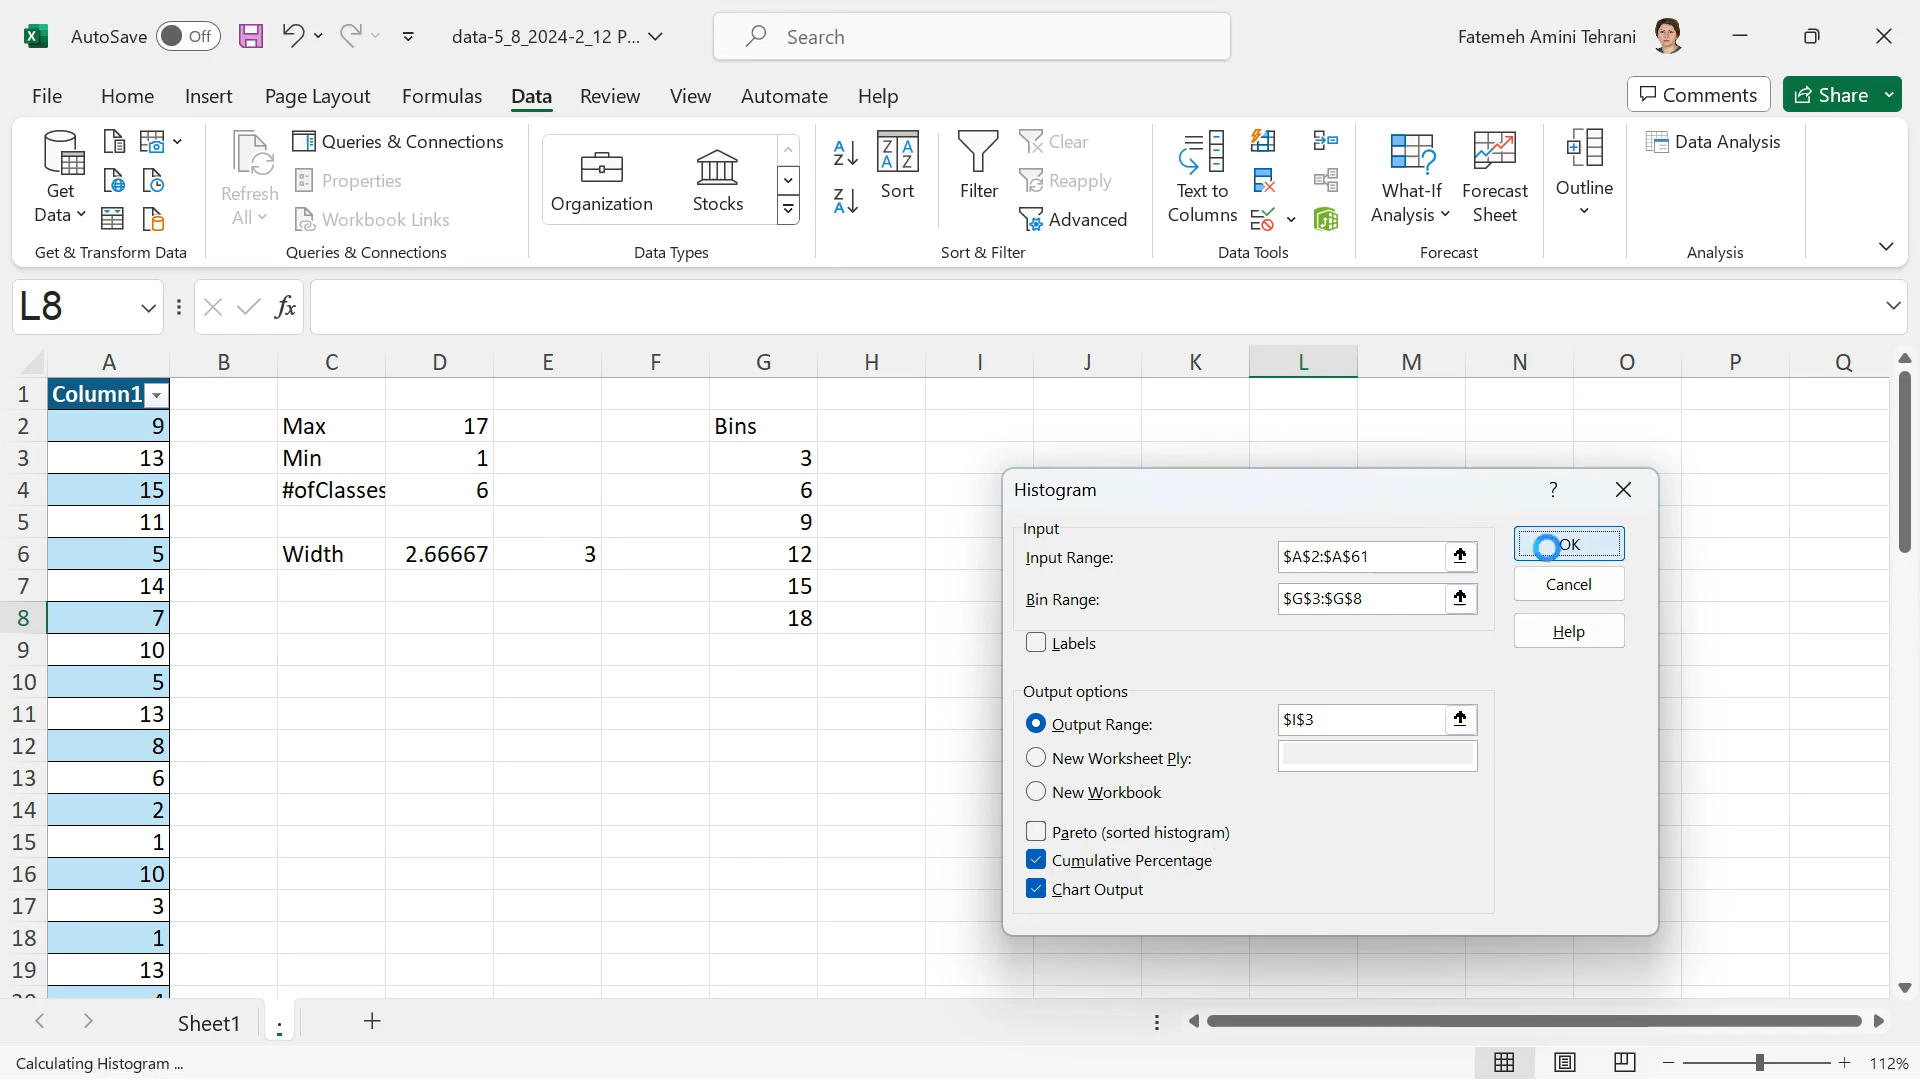 AutoSave Off data-5_8_2024-2_12 P... Search Fatemeh Amini Tehrani
File Home Insert Page Layout Formulas Data Review View Automate Help Comments Share
Get Data
Refresh All
Queries & Connections
Properties
Workbook Links
Organization Stocks
A Z
Z A
Z A
A Z
Sort
Filter
Clear
Reapply
Advanced
Text to Columns
What-If Analysis
Forecast Sheet
Outline
Data Analysis
Get & Transform Data Queries & Connections Data Types Sort & Filter Data Tools Forecast Analysis
L8 fx
A B C D E F G H I J K L M N O P Q
1 Column1
2 9 Max 17 Bins
3 13 Min 1 3
4 15 #ofClasses 6 6
5 11 9
6 5 Width 2.66667 3 12
7 14 15
8 7 18
9 10
10 5
11 13
12 8
13 6
14 2
15 1
16 10
17 3
18 1
19 13
20 4
Histogram ?
Input
Input Range: $A$2:$A$61 OK
Bin Range: $G$3:$G$8 Cancel
Labels Help
Output options
Output Range: $I$3
New Worksheet Ply:
New Workbook
Pareto (sorted histogram)
Cumulative Percentage
Chart Output
Sheet1 .
Calculating Histogram ... 112%